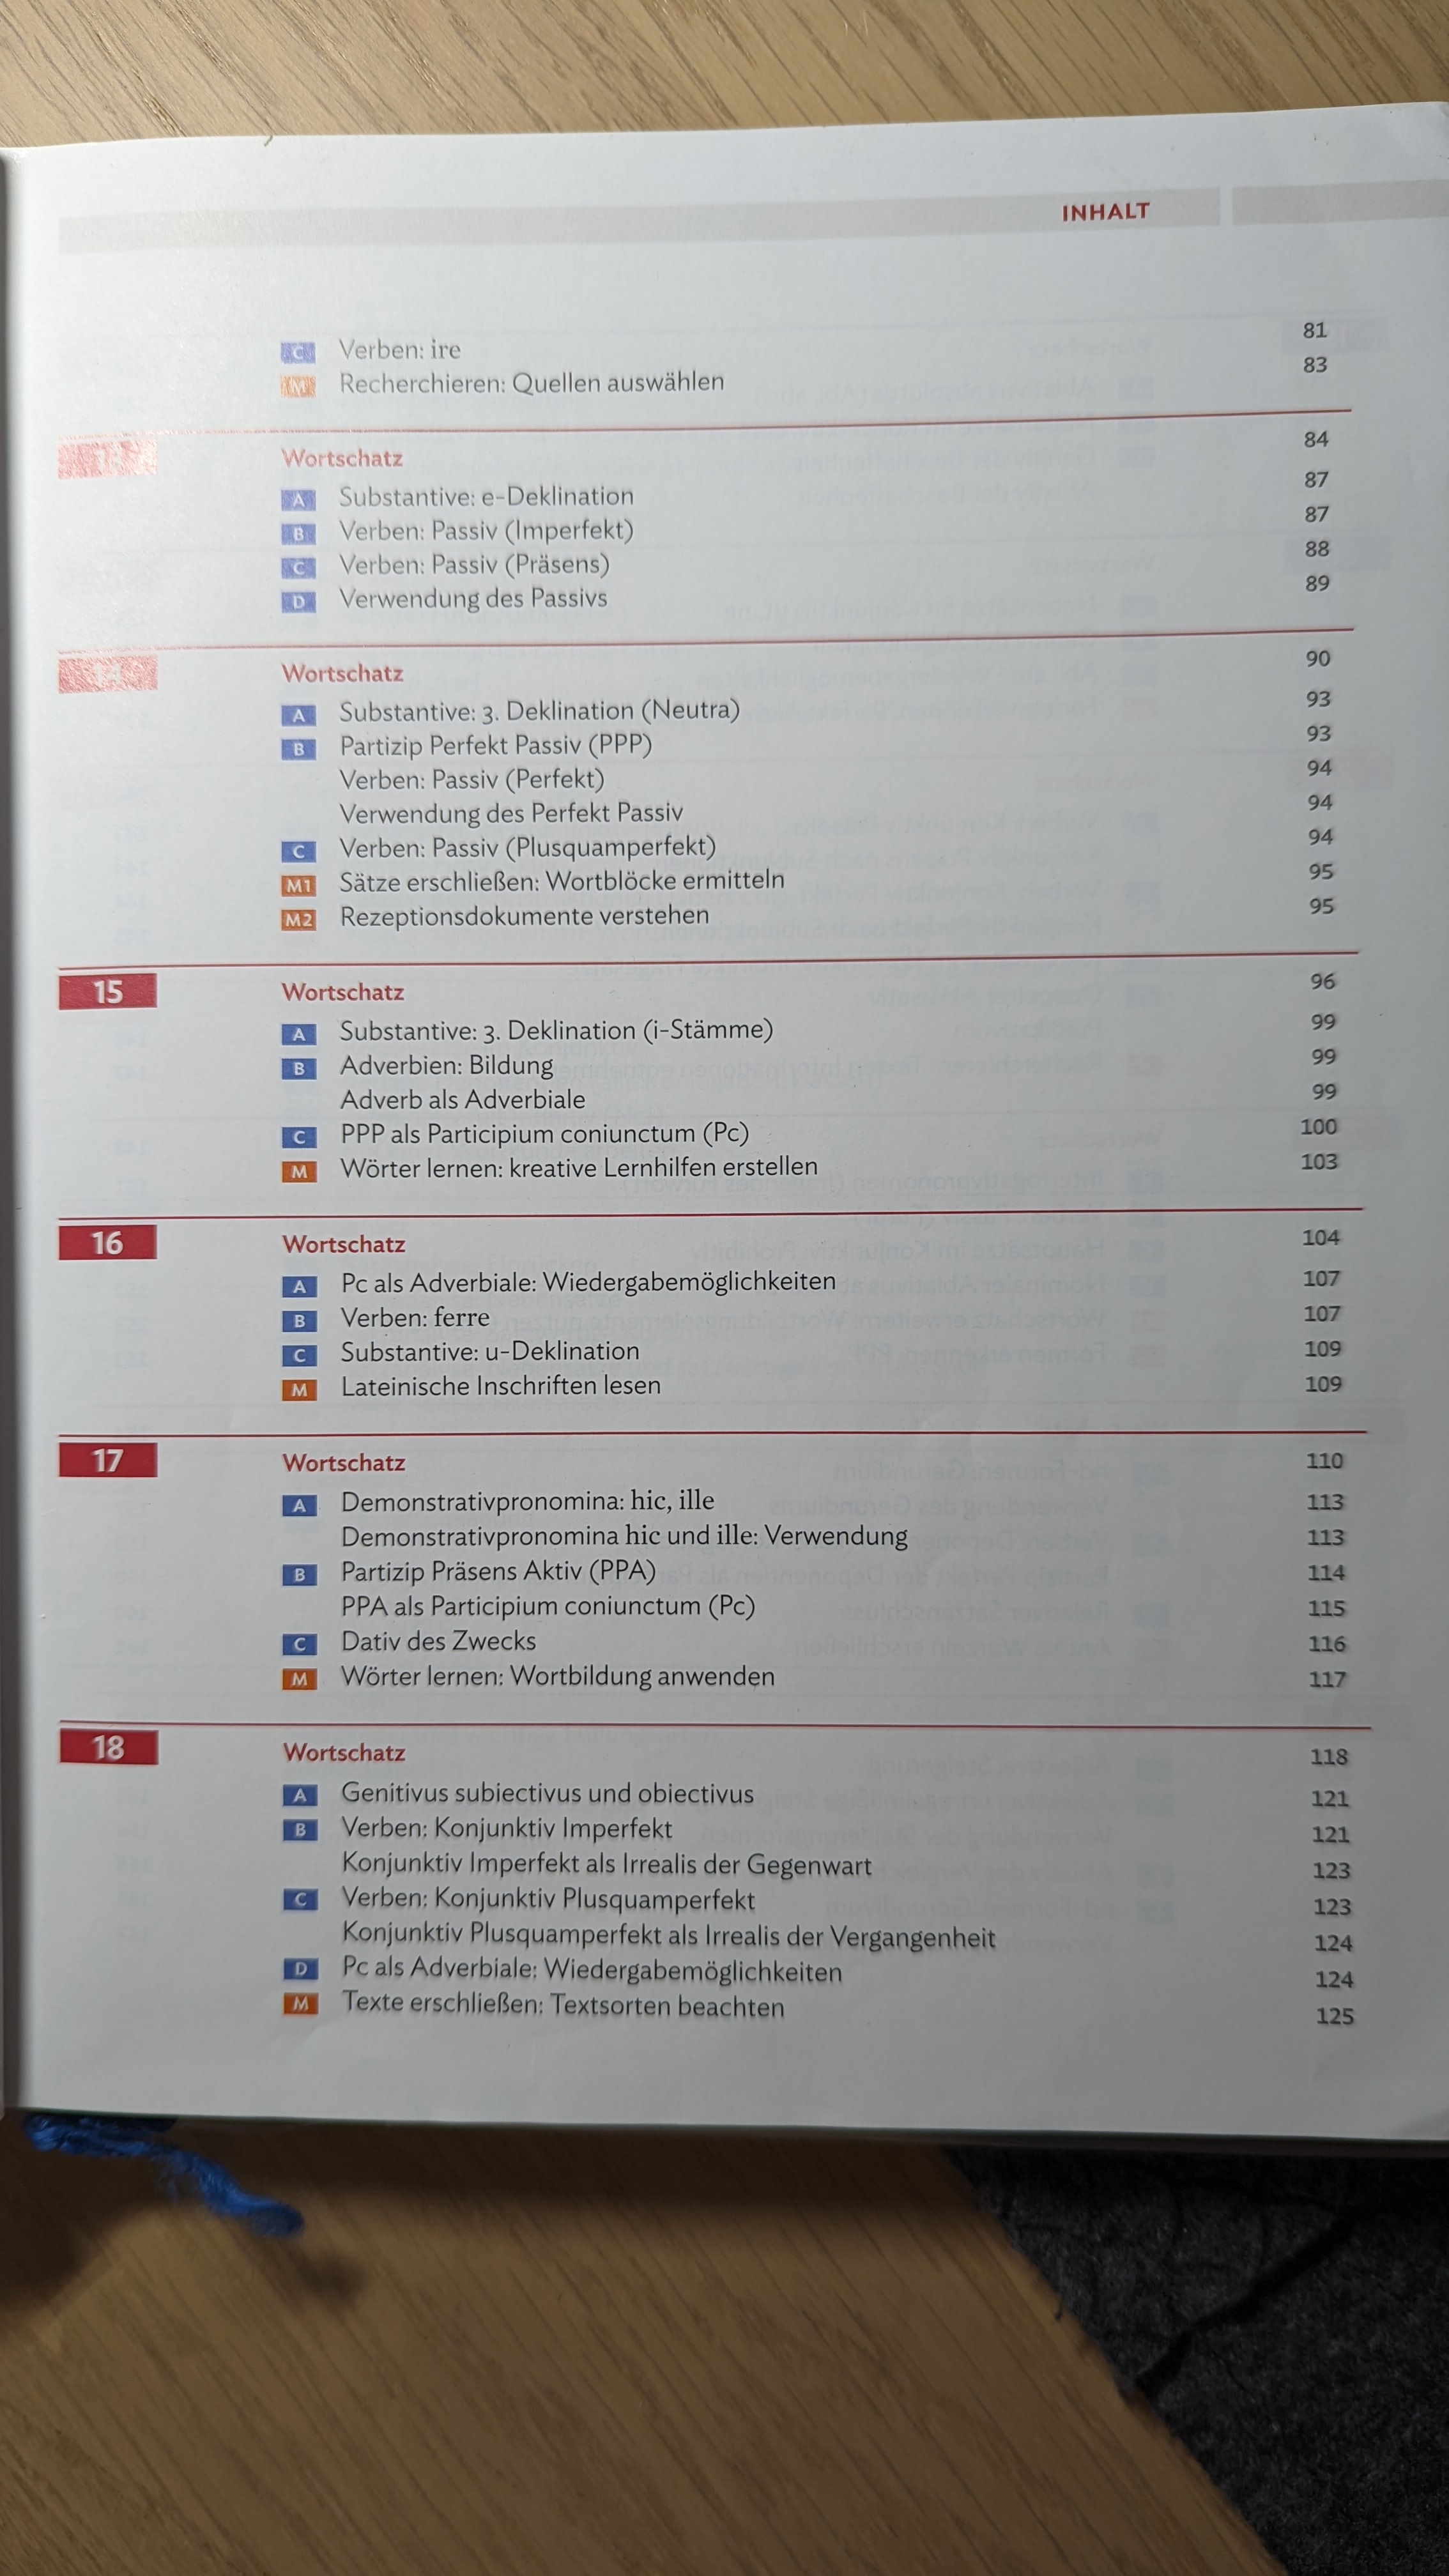 INHALT
C Verben: ire 81
M Recherchieren: Quellen auswählen 83
13 Wortschatz 84
A Substantive: e-Deklination 87
B Verben: Passiv (Imperfekt) 87
C Verben: Passiv (Präsens) 88
D Verwendung des Passivs 89
14 Wortschatz 90
A Substantive: 3. Deklination (Neutra) 93
B Partizip Perfekt Passiv (PPP) 93
Verben: Passiv (Perfekt) 94
Verwendung des Perfekt Passiv 94
C Verben: Passiv (Plusquamperfekt) 94
M1 Sätze erschließen: Wortblöcke ermitteln 95
M2 Rezeptionsdokumente verstehen 95
15 Wortschatz 96
A Substantive: 3. Deklination (i-Stämme) 99
B Adverbien: Bildung 99
Adverb als Adverbiale 99
C PPP als Participium coniunctum (Pc) 100
M Wörter lernen: kreative Lernhilfen erstellen 103
16 Wortschatz 104
A Pc als Adverbiale: Wiedergabemöglichkeiten 107
B Verben: ferre 107
C Substantive: u-Deklination 109
M Lateinische Inschriften lesen 109
17 Wortschatz 110
A Demonstrativpronomina: hic, ille 113
Demonstrativpronomina hic und ille: Verwendung 113
B Partizip Präsens Aktiv (PPA) 114
PPA als Participium coniunctum (Pc) 115
C Dativ des Zwecks 116
M Wörter lernen: Wortbildung anwenden 117
18 Wortschatz 118
A Genitivus subiectivus und obiectivus 121
B Verben: Konjunktiv Imperfekt 121
Konjunktiv Imperfekt als Irrealis der Gegenwart 123
C Verben: Konjunktiv Plusquamperfekt 123
Konjunktiv Plusquamperfekt als Irrealis der Vergangenheit 124
D Pc als Adverbiale: Wiedergabemöglichkeiten 124
M Texte erschließen: Textsorten beachten 125